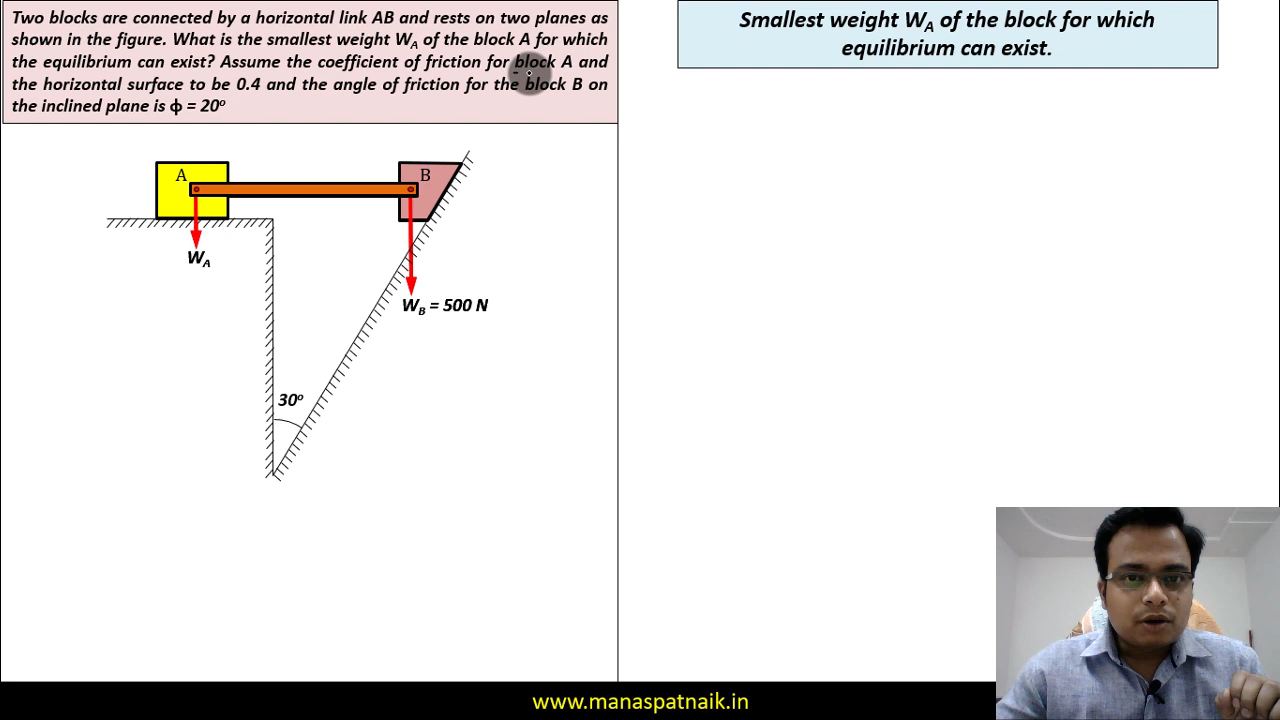 Two blocks are connected by a horizontal link AB and rests on two planes as
shown in the figure. What is the smallest weight WA of the block A for which
the equilibrium can exist? Assume the coefficient of friction for block A and
the horizontal surface to be 0.4 and the angle of friction for the block B on
the inclined plane is ϕ = 20º
Smallest weight WA of the block for which
equilibrium can exist.
A
B
WA
WB = 500 N
30º
www.manaspatnaik.in